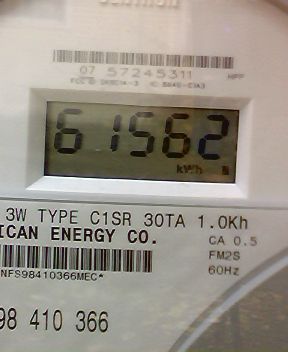 07 57245311 HPF
61562
kWh
3W TYPE C1SR 30TA 1.0Kh
ICAN ENERGY CO.
CA 0.5
FM2S
NFS98410366MEC*
60Hz
98 410 366